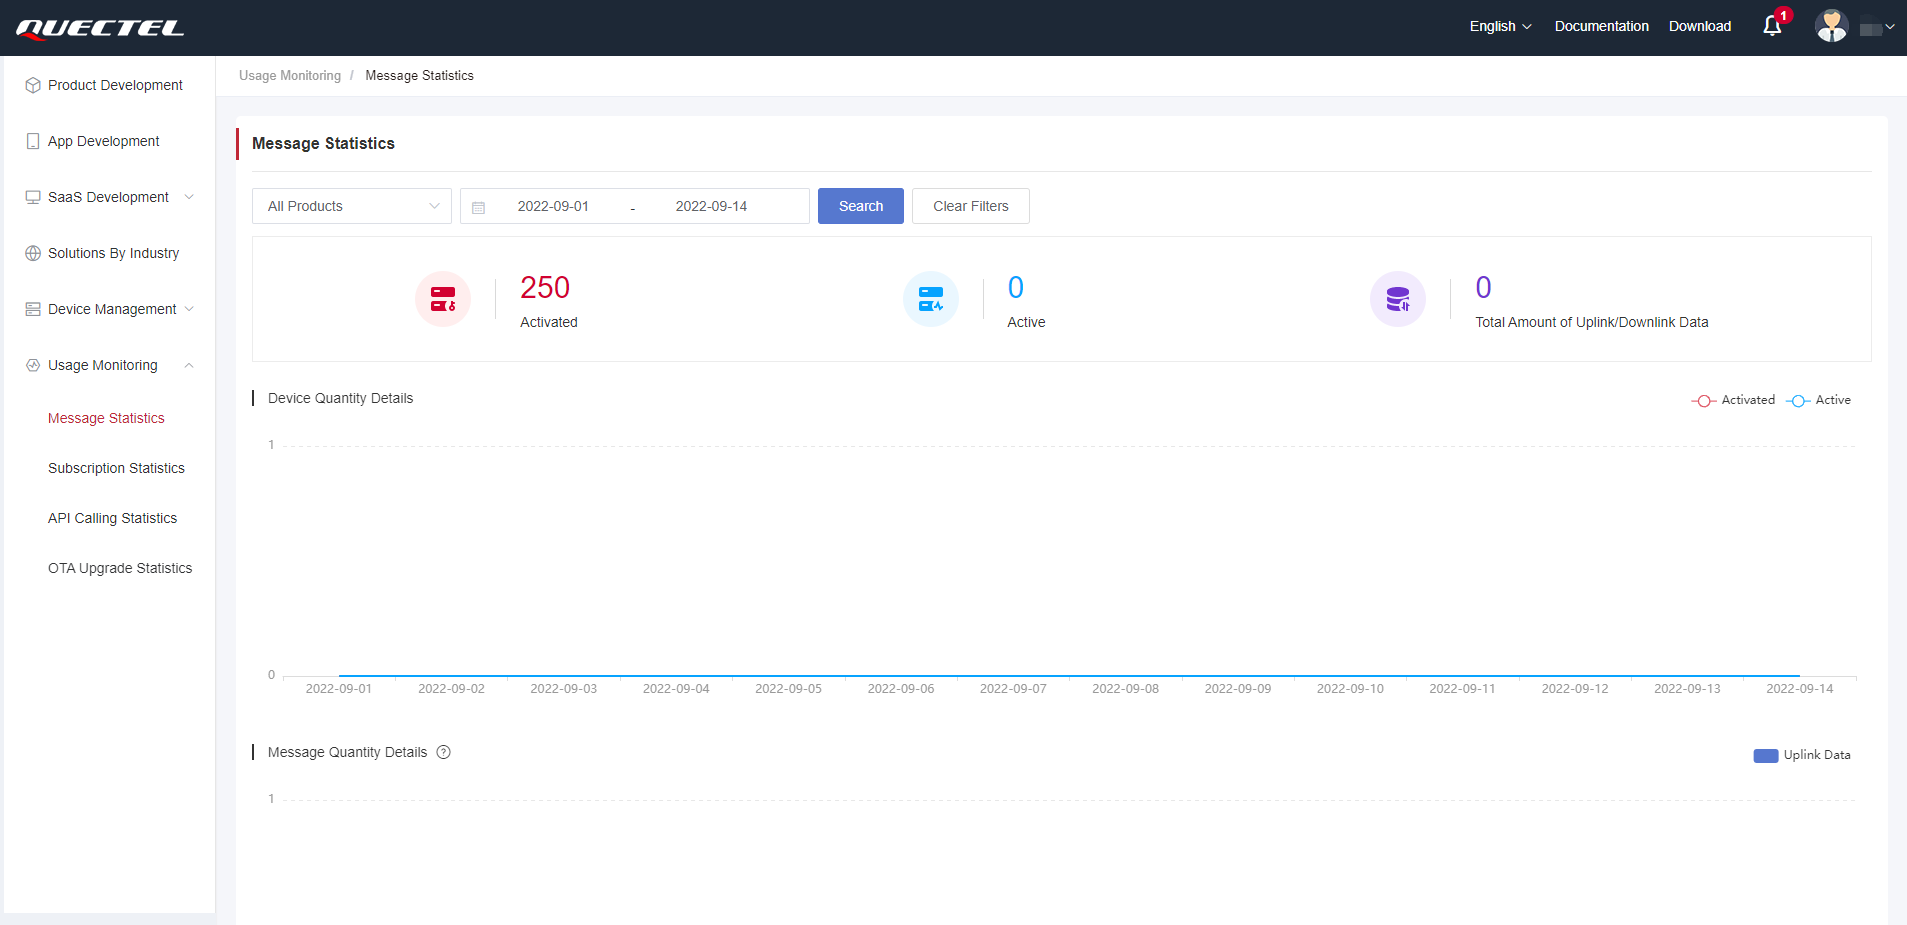 QUECTEL
English
Documentation
Download
1
Product Development
App Development
SaaS Development
Solutions By Industry
Device Management
Usage Monitoring
Message Statistics
Subscription Statistics
API Calling Statistics
OTA Upgrade Statistics
Usage Monitoring / Message Statistics
Message Statistics
All Products
2022-09-01 - 2022-09-14
Search
Clear Filters
250
Activated
0
Active
0
Total Amount of Uplink/Downlink Data
Device Quantity Details
Activated
Active
1
0
2022-09-01 2022-09-02 2022-09-03 2022-09-04 2022-09-05 2022-09-06 2022-09-07 2022-09-08 2022-09-09 2022-09-10 2022-09-11 2022-09-12 2022-09-13 2022-09-14
Message Quantity Details ?
Uplink Data
1